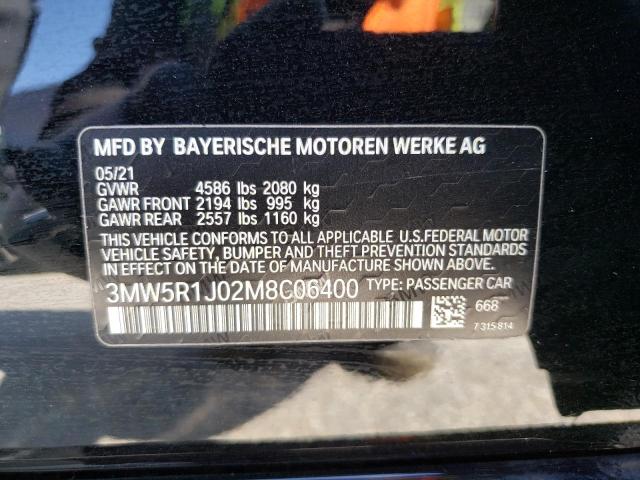 MFD BY BAYERISCHE MOTOREN WERKE AG
05/21
GVWR 4586 lbs 2080 kg
GAWR FRONT 2194 lbs 995 kg
GAWR REAR 2557 lbs 1160 kg
THIS VEHICLE CONFORMS TO ALL APPLICABLE U.S.FEDERAL MOTOR
VEHICLE SAFETY, BUMPER AND THEFT PREVENTION STANDARDS
IN EFFECT ON THE DATE OF MANUFACTURE SHOWN ABOVE.
3MW5R1J02M8C06400 TYPE: PASSENGER CAR
668
7 315 814